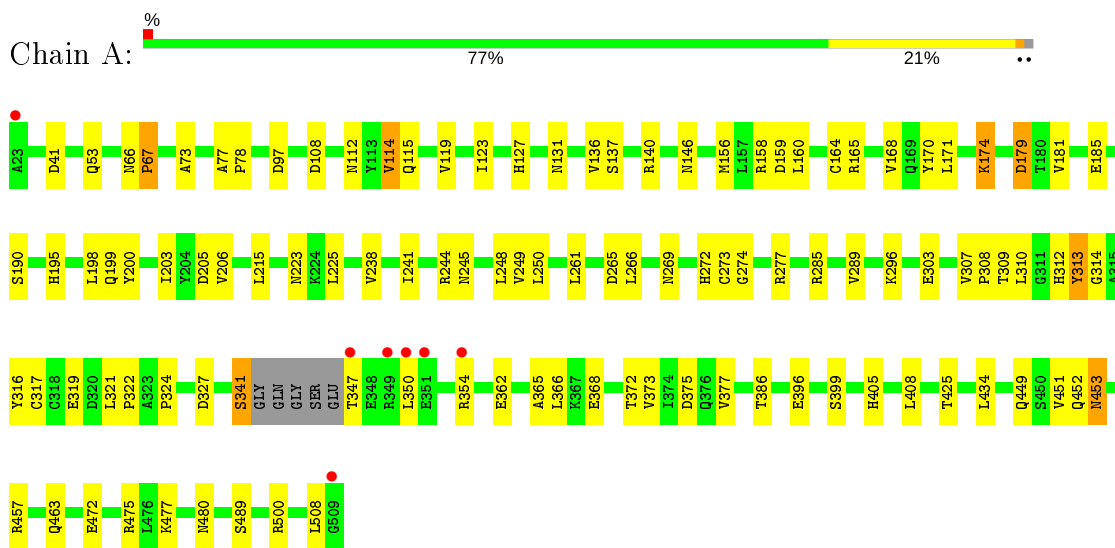 %
Chain A:
77% 21% ••
A23 D41 Q53 N66 P67 A73 A77 P78 D97 D108 N112 Y113 V114 Q115 V119 I123 H127 N131 V136 S137 R140 N146 M156 L157 R158 D159 L160 C164 R165 V168 Q169 Y170 L171 K174 D179 T180 V181 E185
S190 H195 L198 Q199 Y200 I203 Y204 D205 V206 L215 N223 K224 L225 V238 I241 R244 N245 L248 V249 L250 L261 D265 L266 N269 H272 C273 G274 R277 R285 V289 K296 E303 V307 P308 T309 L310 G311 H312 Y313 G314 A315
Y316 C317 C318 E319 D320 L321 P322 A323 P324 D327 S341 GLY GLN GLY SER GLU T347 E348 R349 L350 E351 R354 E362 A365 L366 K367 E368 T372 V373 I374 D375 Q376 V377 T386 E396 S399 H405 L408 T425 L434 Q449 S450 V451 Q452 N453
R457 Q463 E472 R475 L476 K477 N480 S489 R500 L508 G509